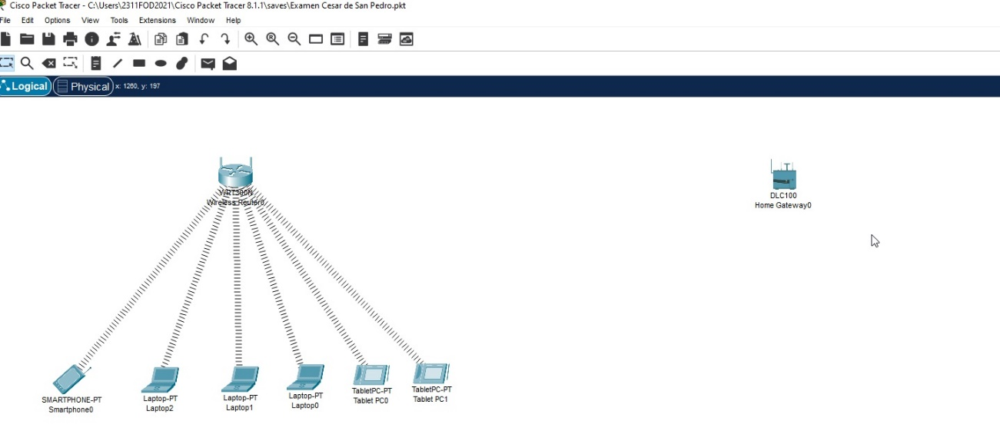 Cisco Packet Tracer - C:\Users\2311FOD2021\Cisco Packet Tracer 8.1.1\saves\Examen Cesar de San Pedro.pkt
File Edit Options View Tools Extensions Window Help
Logical Physical x: 1260, y: 197
WRT300N
Wireless Router0
DLC100
Home Gateway0
SMARTPHONE-PT
Smartphone0
Laptop-PT
Laptop2
Laptop-PT
Laptop1
Laptop-PT
Laptop0
TabletPC-PT
Tablet PC0
TabletPC-PT
Tablet PC1